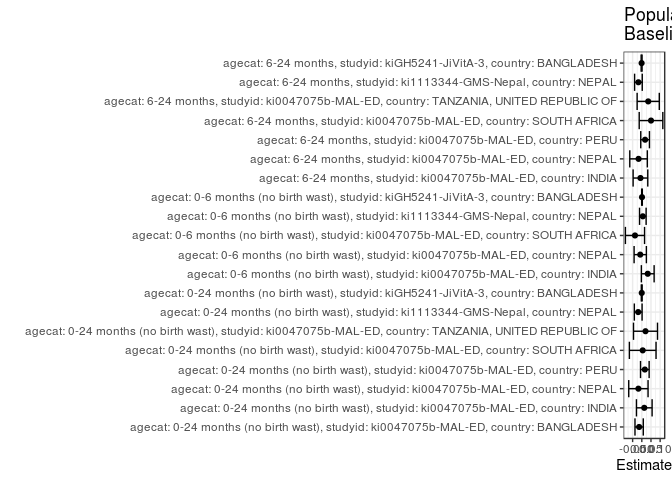 Popula
Baseli
agecat: 6-24 months, studyid: kiGH5241-JiVitA-3, country: BANGLADESH
agecat: 6-24 months, studyid: ki1113344-GMS-Nepal, country: NEPAL
agecat: 6-24 months, studyid: ki0047075b-MAL-ED, country: TANZANIA, UNITED REPUBLIC OF
agecat: 6-24 months, studyid: ki0047075b-MAL-ED, country: SOUTH AFRICA
agecat: 6-24 months, studyid: ki0047075b-MAL-ED, country: PERU
agecat: 6-24 months, studyid: ki0047075b-MAL-ED, country: NEPAL
agecat: 6-24 months, studyid: ki0047075b-MAL-ED, country: INDIA
agecat: 0-6 months (no birth wast), studyid: kiGH5241-JiVitA-3, country: BANGLADESH
agecat: 0-6 months (no birth wast), studyid: ki1113344-GMS-Nepal, country: NEPAL
agecat: 0-6 months (no birth wast), studyid: ki0047075b-MAL-ED, country: SOUTH AFRICA
agecat: 0-6 months (no birth wast), studyid: ki0047075b-MAL-ED, country: NEPAL
agecat: 0-6 months (no birth wast), studyid: ki0047075b-MAL-ED, country: INDIA
agecat: 0-24 months (no birth wast), studyid: kiGH5241-JiVitA-3, country: BANGLADESH
agecat: 0-24 months (no birth wast), studyid: ki1113344-GMS-Nepal, country: NEPAL
agecat: 0-24 months (no birth wast), studyid: ki0047075b-MAL-ED, country: TANZANIA, UNITED REPUBLIC OF
agecat: 0-24 months (no birth wast), studyid: ki0047075b-MAL-ED, country: SOUTH AFRICA
agecat: 0-24 months (no birth wast), studyid: ki0047075b-MAL-ED, country: PERU
agecat: 0-24 months (no birth wast), studyid: ki0047075b-MAL-ED, country: NEPAL
agecat: 0-24 months (no birth wast), studyid: ki0047075b-MAL-ED, country: INDIA
agecat: 0-24 months (no birth wast), studyid: ki0047075b-MAL-ED, country: BANGLADESH
Estimate